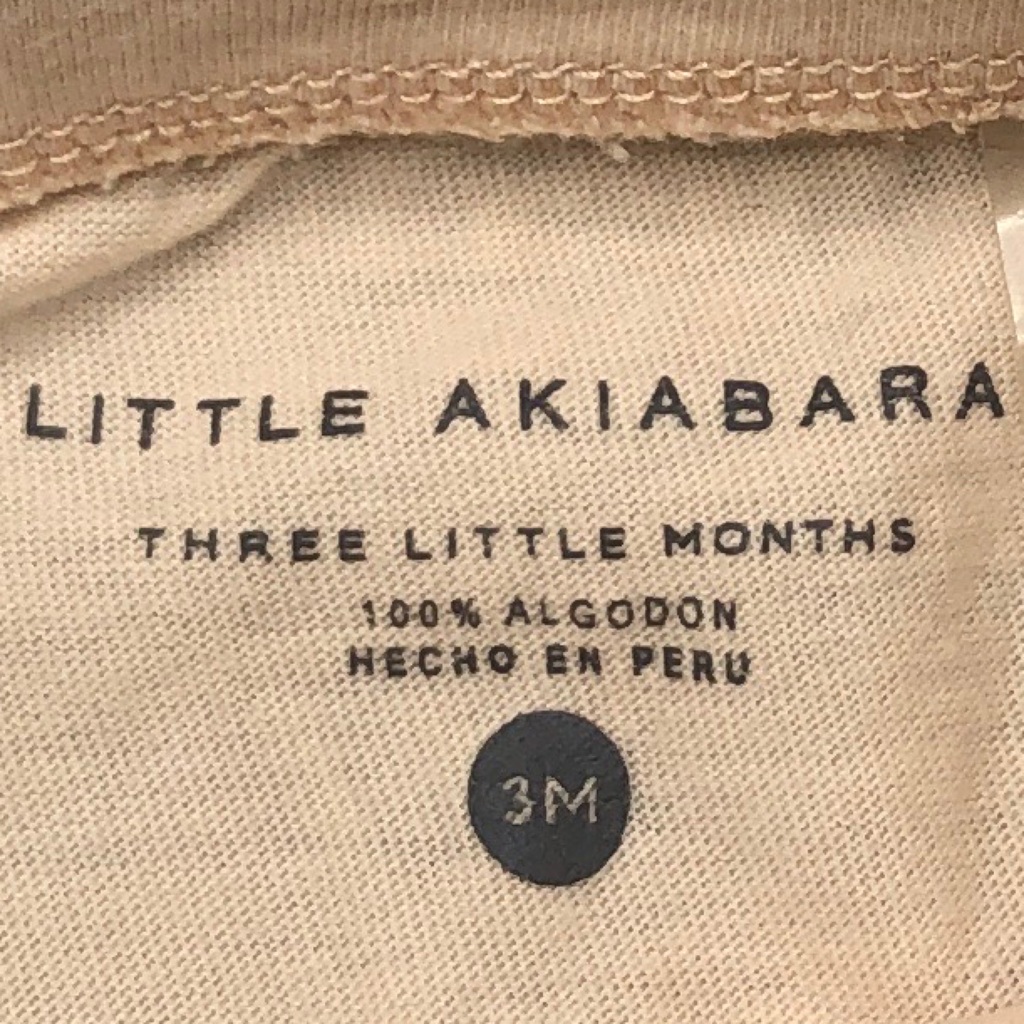 LITTLE AKIABARA
THREE LITTLE MONTHS
100% ALGODON
HECHO EN PERU
3M